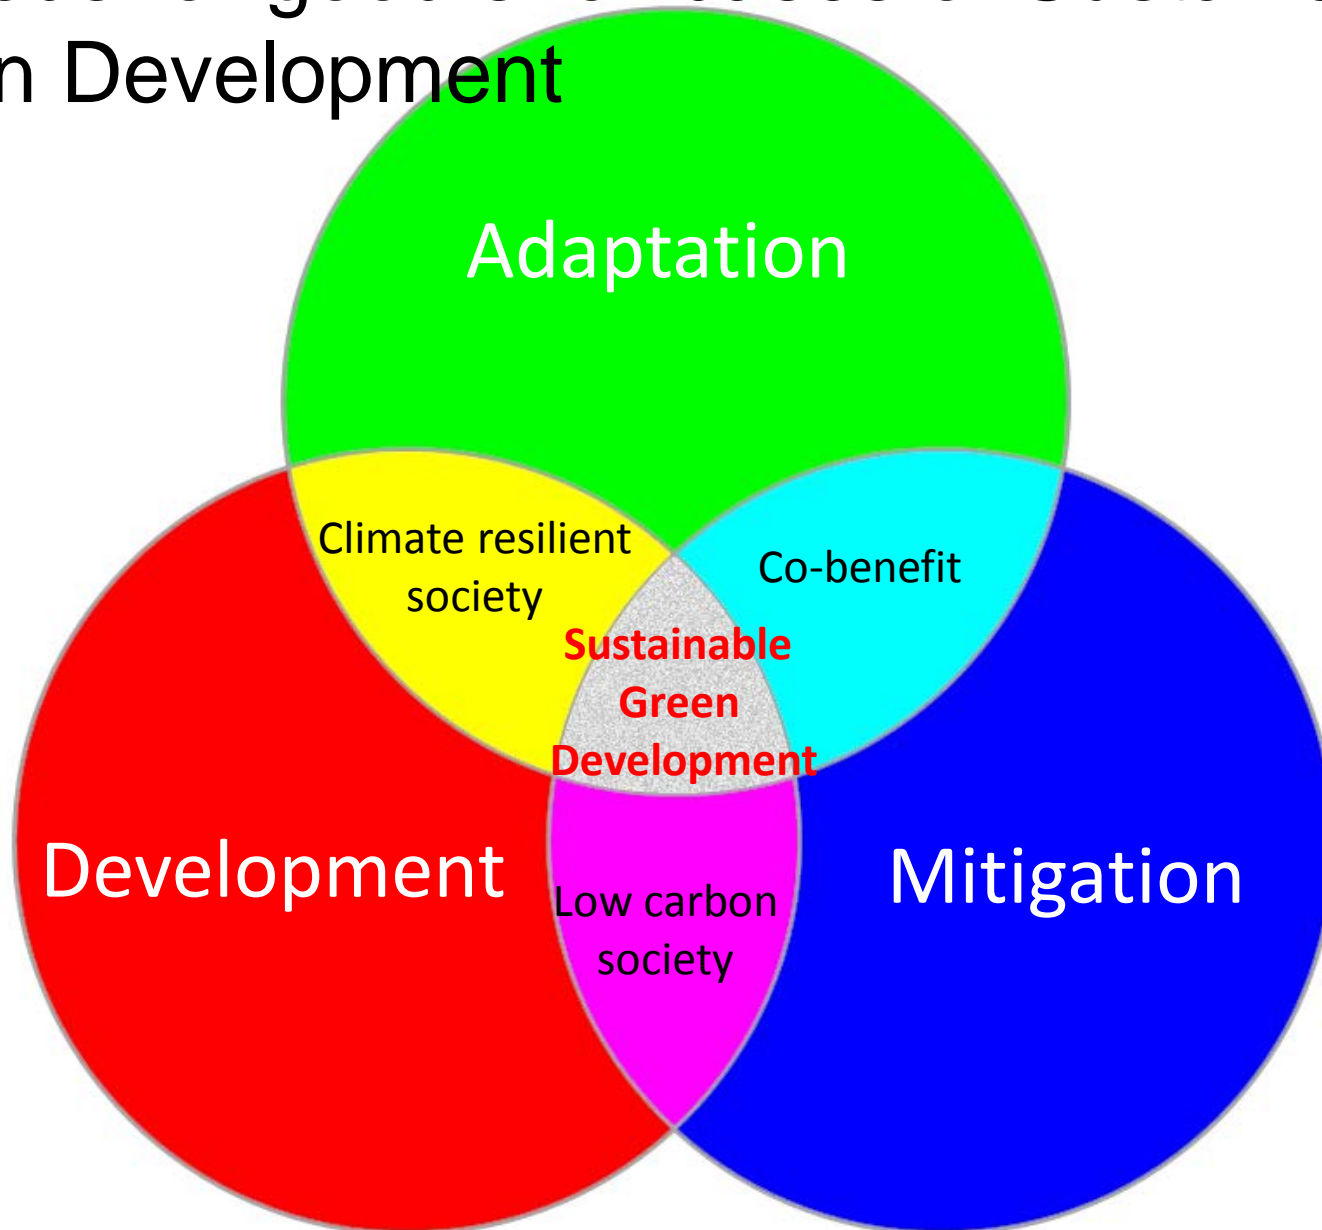 n Development
Adaptation
Climate resilient
society
Co-benefit
Sustainable
Green
Development
Development
Mitigation
Low carbon
society